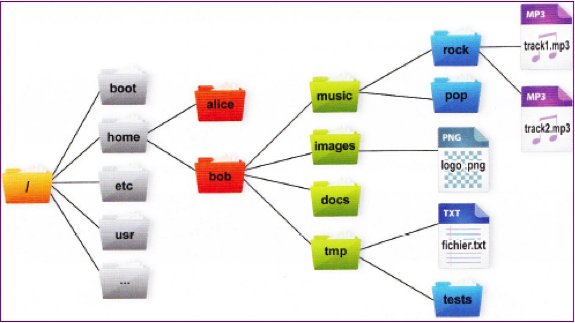 /
boot
home
etc
usr
...
alice
bob
music
images
docs
tmp
rock
pop
PNG
logo png
TXT
fichier.txt
tests
MP3
track1.mp3
MP3
track2.mp3